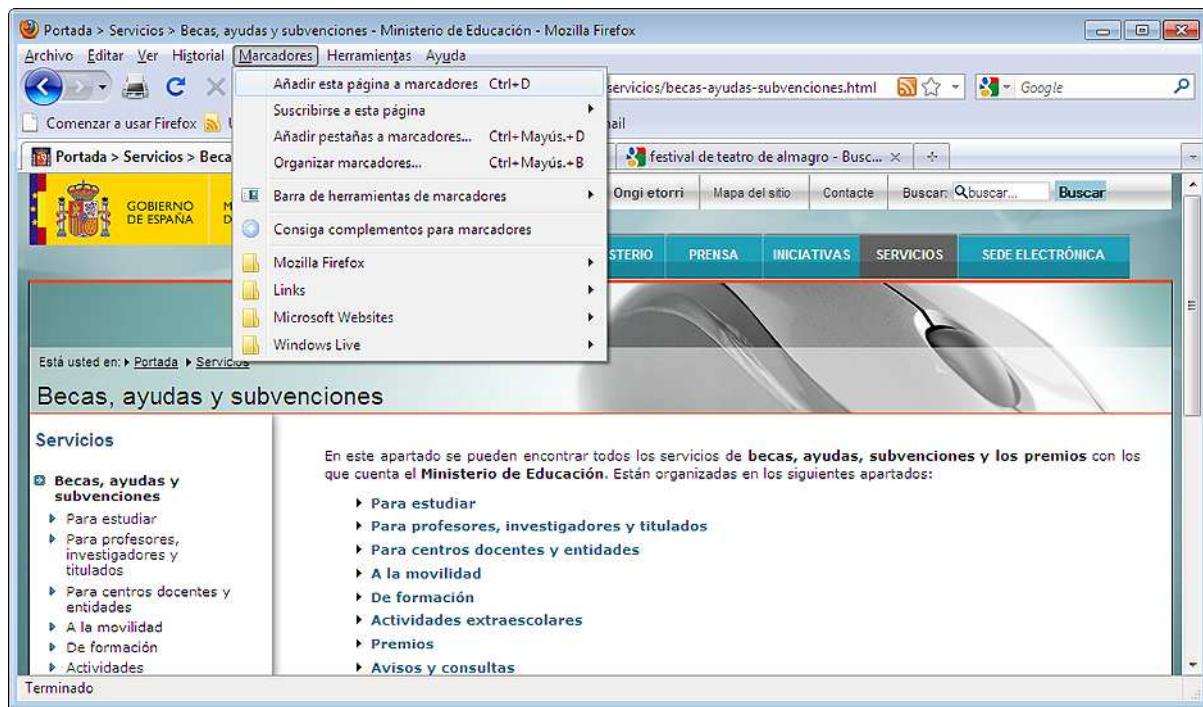 Portada > Servicios > Becas, ayudas y subvenciones - Ministerio de Educación - Mozilla Firefox
Archivo Editar Ver Historial Marcadores Herramientas Ayuda
Añadir esta página a marcadores Ctrl+D
servicios/becas-ayudas-subvenciones.html
Google
Suscribirse a esta página
Comenzar a usar Firefox
Añadir pestañas a marcadores... Ctrl+Mayús.+D
Organizar marcadores... Ctrl+Mayús.+B
Portada > Servicios > Beca
festival de teatro de almagro - Busc...
Barra de herramientas de marcadores
Consiga complementos para marcadores
Mozilla Firefox
Links
Microsoft Websites
Windows Live
GOBIERNO
DE ESPAÑA
Ongi etorri Mapa del sitio Contacte Buscar: buscar... Buscar
PRENSA INICIATIVAS SERVICIOS SEDE ELECTRÓNICA
Está usted en: Portada Servicios
Becas, ayudas y subvenciones
Servicios
Becas, ayudas y
subvenciones
Para estudiar
Para profesores,
investigadores y
titulados
Para centros docentes y
entidades
A la movilidad
De formación
Actividades
En este apartado se pueden encontrar todos los servicios de becas, ayudas, subvenciones y los premios con los
que cuenta el Ministerio de Educación. Están organizadas en los siguientes apartados:
Para estudiar
Para profesores, investigadores y titulados
Para centros docentes y entidades
A la movilidad
De formación
Actividades extraescolares
Premios
Avisos y consultas
Terminado